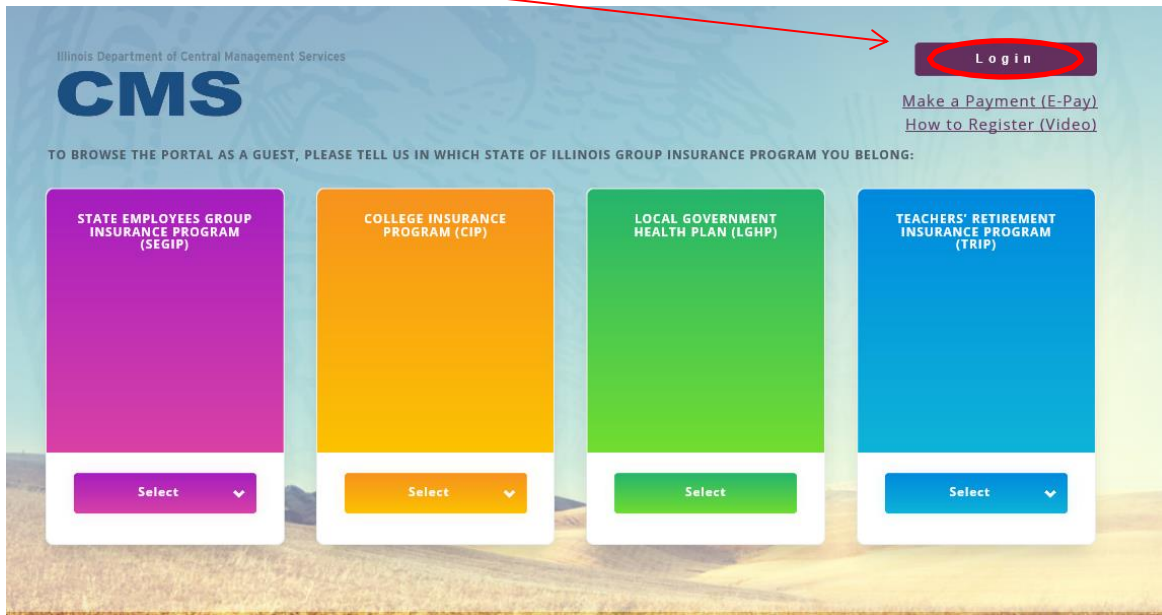 Illinois Department of Central Management Services
CMS
Login
Make a Payment (E-Pay)
How to Register (Video)
TO BROWSE THE PORTAL AS A GUEST, PLEASE TELL US IN WHICH STATE OF ILLINOIS GROUP INSURANCE PROGRAM YOU BELONG:
STATE EMPLOYEES GROUP
INSURANCE PROGRAM
(SEGIP)
Select
COLLEGE INSURANCE
PROGRAM (CIP)
Select
LOCAL GOVERNMENT
HEALTH PLAN (LGHP)
Select
TEACHERS' RETIREMENT
INSURANCE PROGRAM
(TRIP)
Select